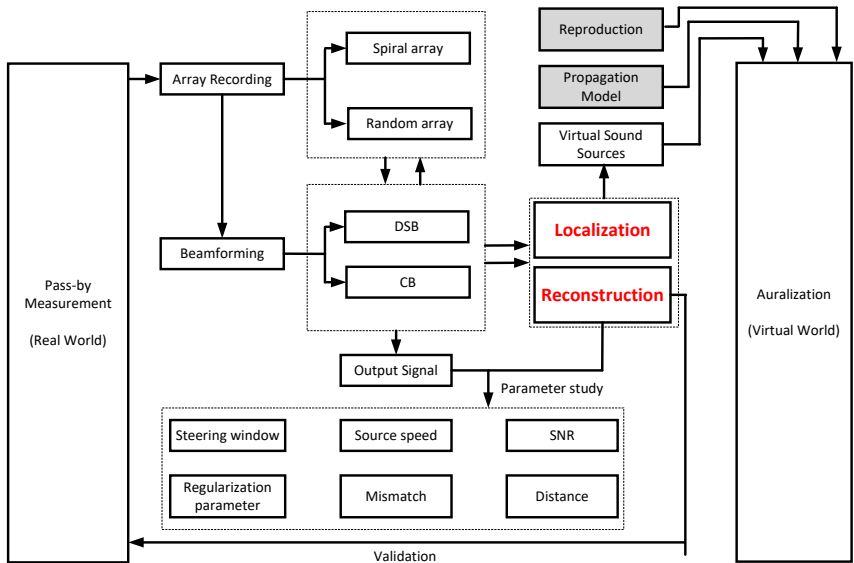 Reproduction
Spiral array
Array Recording
Propagation
Model
Random array
Virtual Sound
Sources
DSB
Localization
Beamforming
CB
Reconstruction
Pass-by
Measurement
(Real World)
Auralization
(Virtual World)
Output Signal
Parameter study
Steering window
Source speed
SNR
Regularization
parameter
Mismatch
Distance
Validation